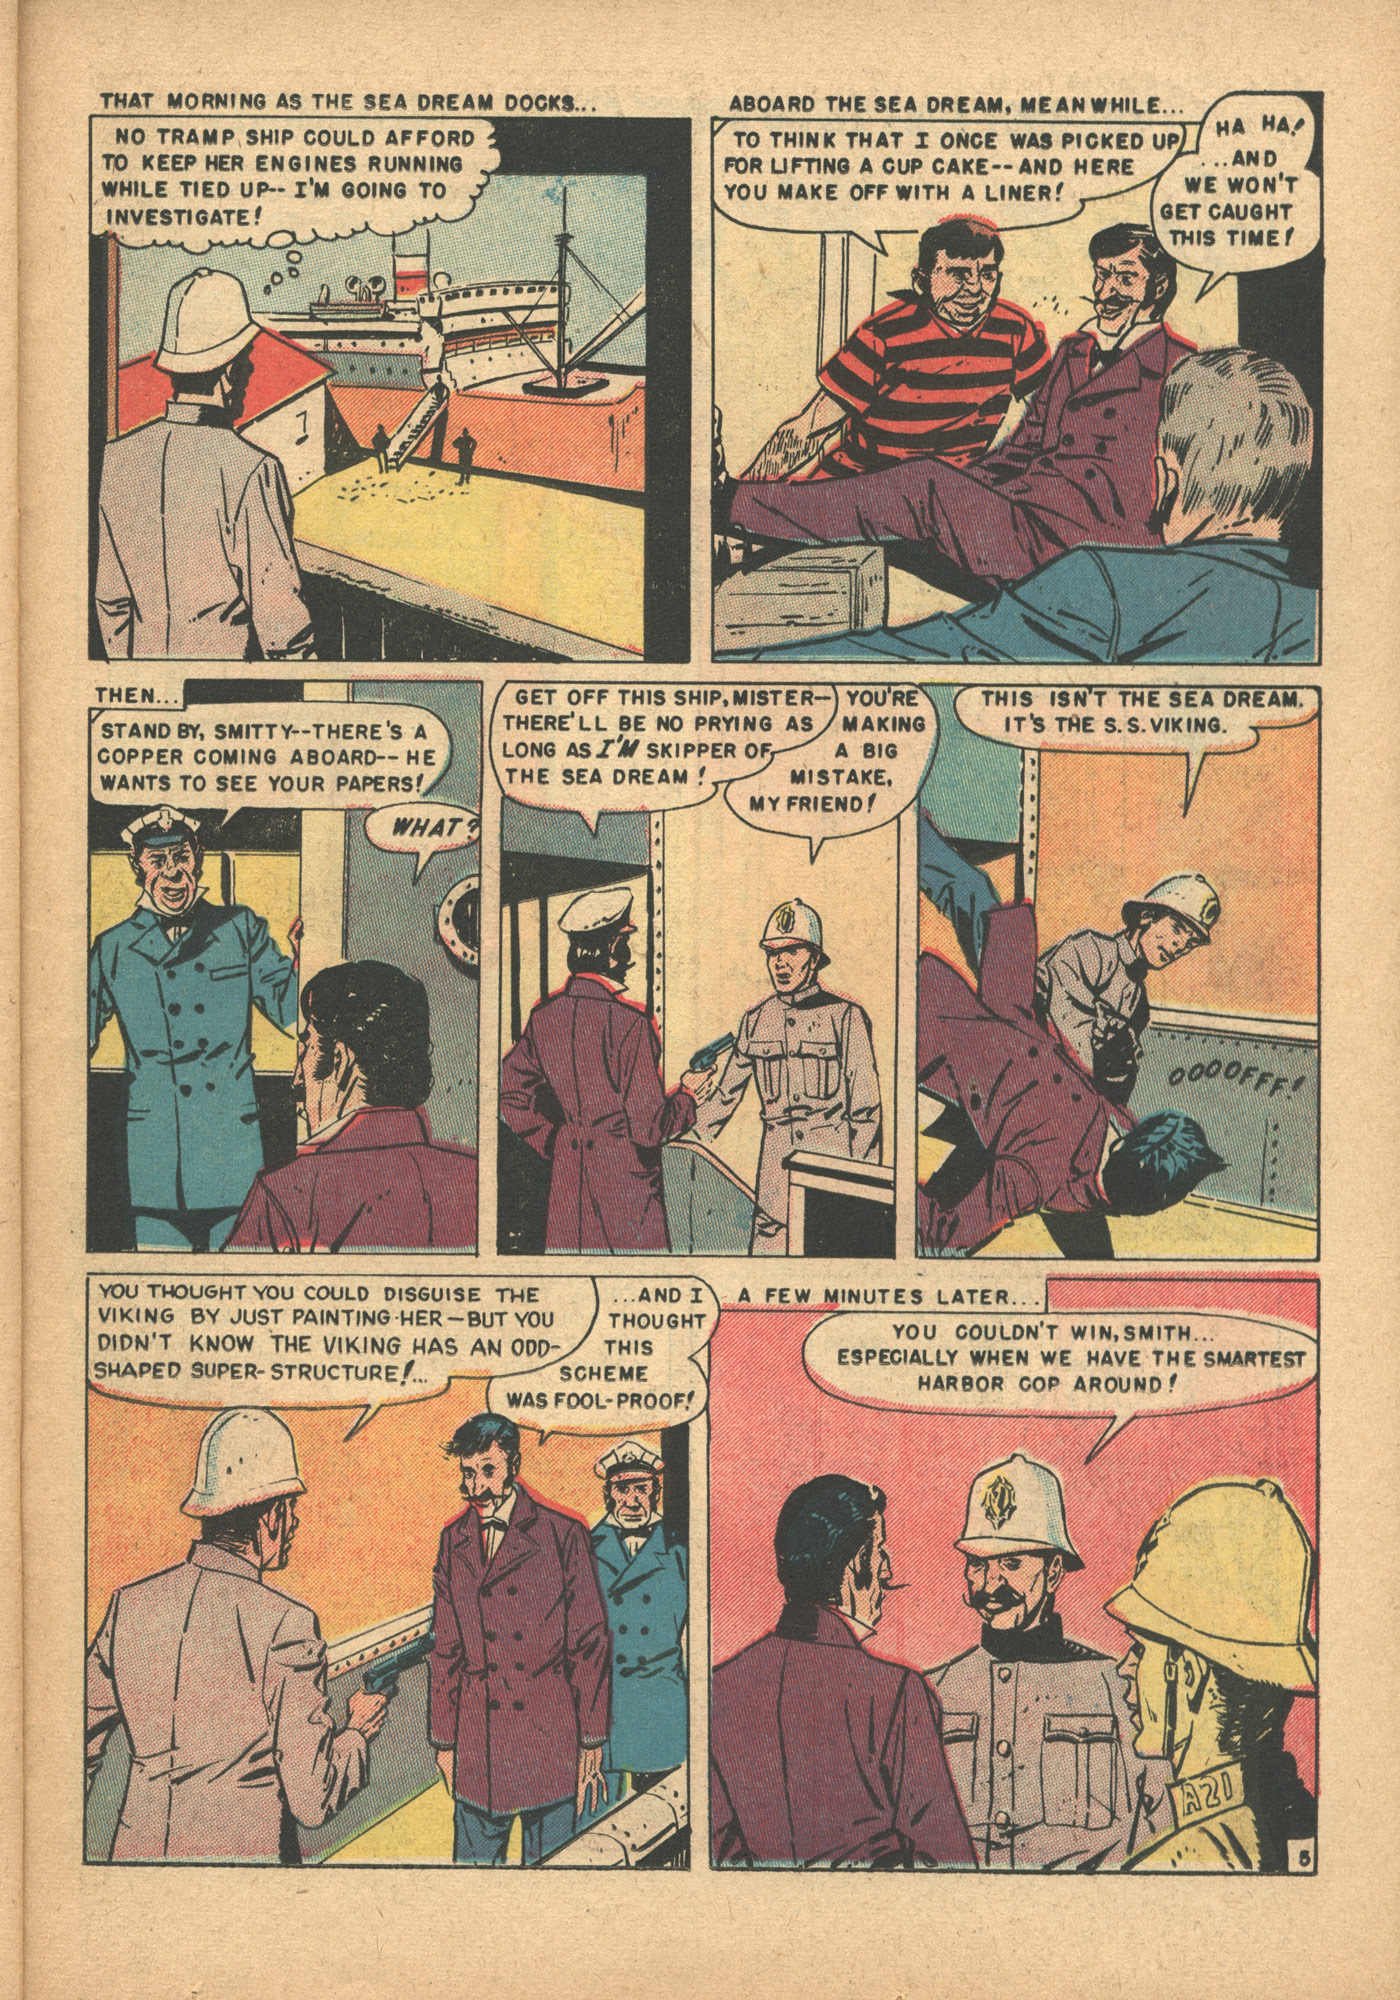 THAT MORNING AS THE SEA DREAM DOCKS...
NO TRAMP SHIP COULD AFFORD
TO KEEP HER ENGINES RUNNING
WHILE TIED UP-- I'M GOING TO
INVESTIGATE!
ABOARD THE SEA DREAM, MEANWHILE...
TO THINK THAT I ONCE WAS PICKED UP
FOR LIFTING A CUP CAKE-- AND HERE
YOU MAKE OFF WITH A LINER!
HA HA!
...AND
WE WON'T
GET CAUGHT
THIS TIME!
THEN...
STAND BY, SMITTY--THERE'S A
COPPER COMING ABOARD-- HE
WANTS TO SEE YOUR PAPERS!
WHAT?
GET OFF THIS SHIP, MISTER--
THERE'LL BE NO PRYING AS
LONG AS I'M SKIPPER OF
THE SEA DREAM!
YOU'RE
MAKING
A BIG
MISTAKE,
MY FRIEND!
THIS ISN'T THE SEA DREAM.
IT'S THE S.S. VIKING.
OOOOFFF!
YOU THOUGHT YOU COULD DISGUISE THE
VIKING BY JUST PAINTING HER--BUT YOU
DIDN'T KNOW THE VIKING HAS AN ODD-
SHAPED SUPER-STRUCTURE!...
...AND I
THOUGHT
THIS
SCHEME
WAS FOOL-PROOF!
A FEW MINUTES LATER...
YOU COULDN'T WIN, SMITH...
ESPECIALLY WHEN WE HAVE THE SMARTEST
HARBOR COP AROUND!
A21
5